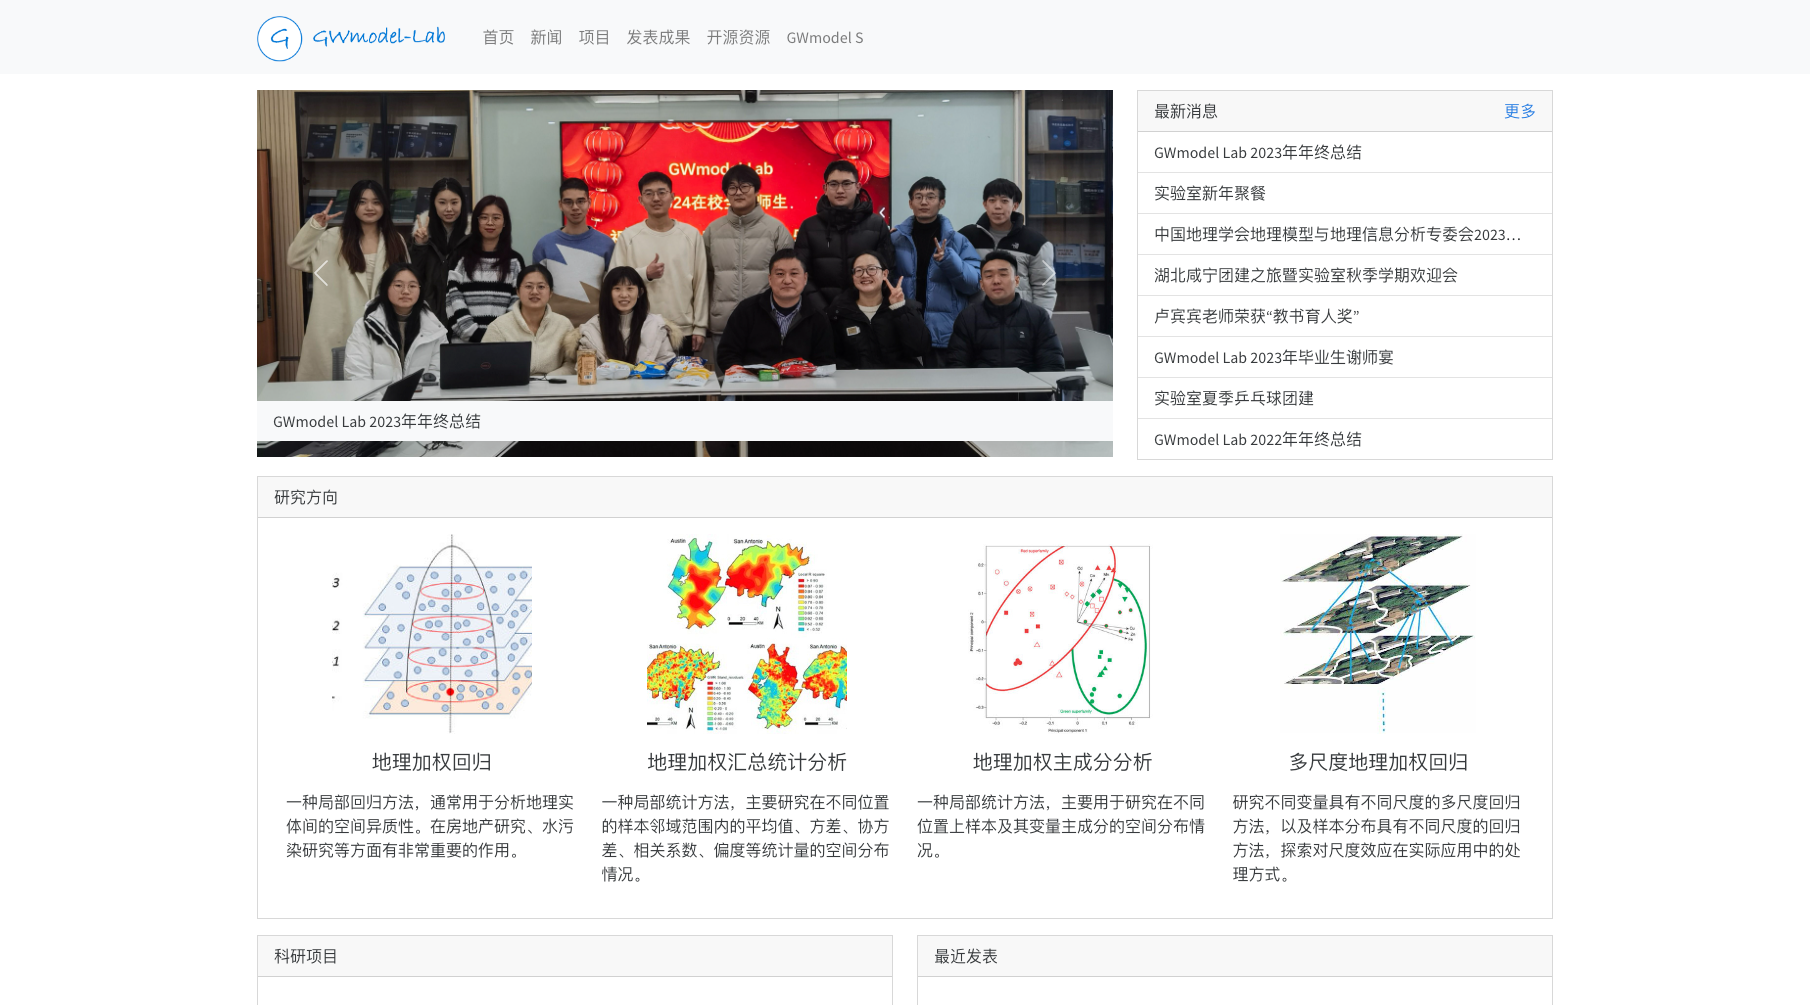 G GWmodel-Lab 首页 新闻 项目 发表成果 开源资源 GWmodel S
GWmodel Lab
2024在校全
师生.
GWmodel Lab 2023年年终总结
最新消息 更多
GWmodel Lab 2023年年终总结
实验室新年聚餐
中国地理学会地理模型与地理信息分析专委会2023…
湖北咸宁团建之旅暨实验室秋季学期欢迎会
卢宾宾老师荣获“教书育人奖”
GWmodel Lab 2023年毕业生谢师宴
实验室夏季乒乓球团建
GWmodel Lab 2022年年终总结
研究方向
3
2
1
地理加权回归
一种局部回归方法，通常用于分析地理实
体间的空间异质性。在房地产研究、水污
染研究等方面有非常重要的作用。
Austin
San Antonio
N
San Antonio
Austin
San Antonio
N
地理加权汇总统计分析
一种局部统计方法，主要研究在不同位置
的样本邻域范围内的平均值、方差、协方
差、相关系数、偏度等统计量的空间分布
情况。
Red superfamily
Green superfamily
Principal component 1
Principal component 2
地理加权主成分分析
一种局部统计方法，主要用于研究在不同
位置上样本及其变量主成分的空间分布情
况。
多尺度地理加权回归
研究不同变量具有不同尺度的多尺度回归
方法，以及样本分布具有不同尺度的回归
方法，探索对尺度效应在实际应用中的处
理方式。
科研项目
最近发表